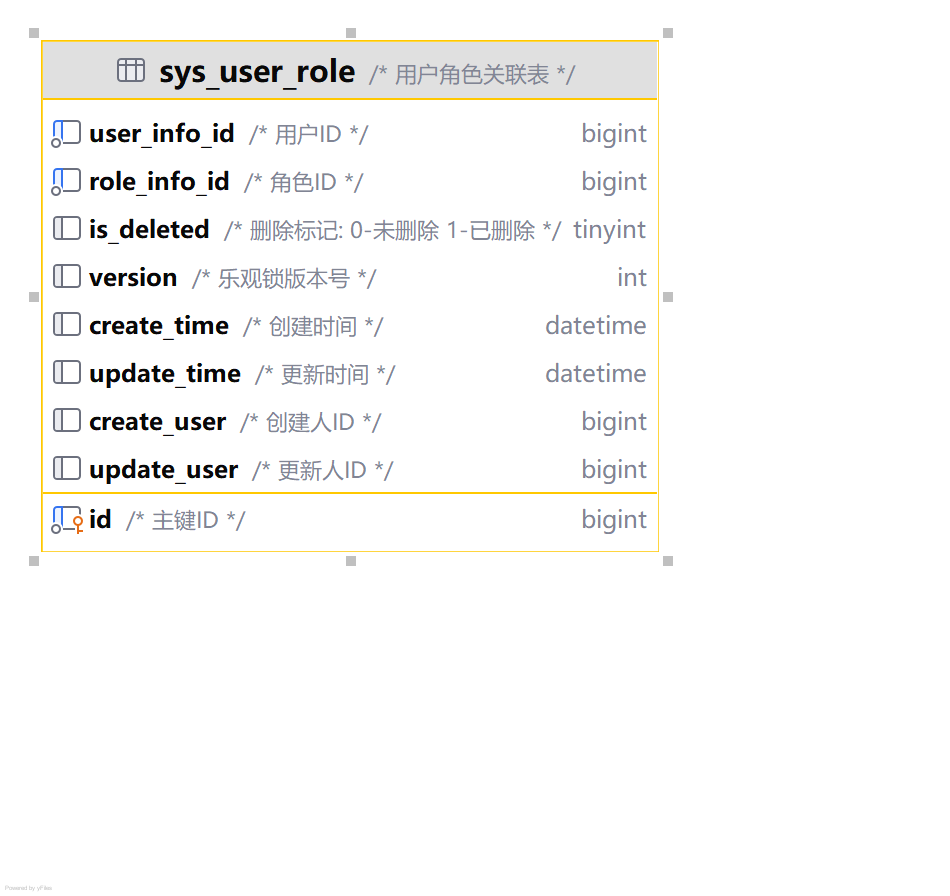 sys_user_role /* 用户角色关联表 */
user_info_id /* 用户ID */ bigint
role_info_id /* 角色ID */ bigint
is_deleted /* 删除标记: 0-未删除 1-已删除 */ tinyint
version /* 乐观锁版本号 */ int
create_time /* 创建时间 */ datetime
update_time /* 更新时间 */ datetime
create_user /* 创建人ID */ bigint
update_user /* 更新人ID */ bigint
id /* 主键ID */ bigint
Powered by yFiles